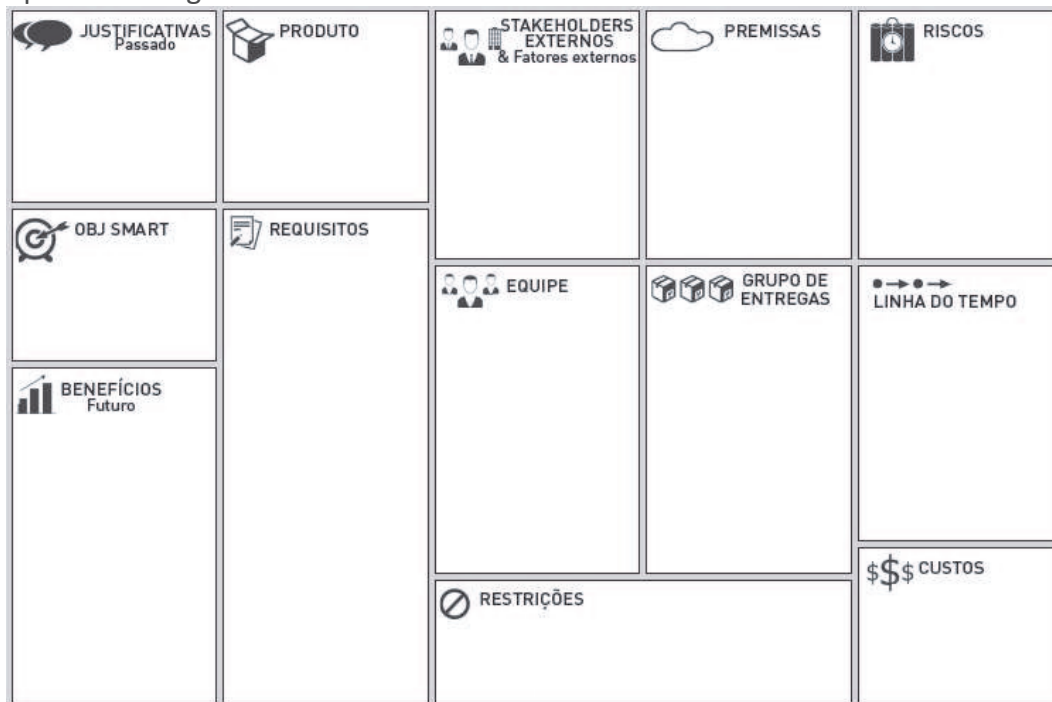 JUSTIFICATIVAS
Passado
PRODUTO
STAKEHOLDERS
EXTERNOS
& Fatores externos
PREMISSAS
RISCOS
OBJ SMART
REQUISITOS
EQUIPE
GRUPO DE
ENTREGAS
LINHA DO TEMPO
BENEFÍCIOS
Futuro
RESTRIÇÕES
$$$ CUSTOS